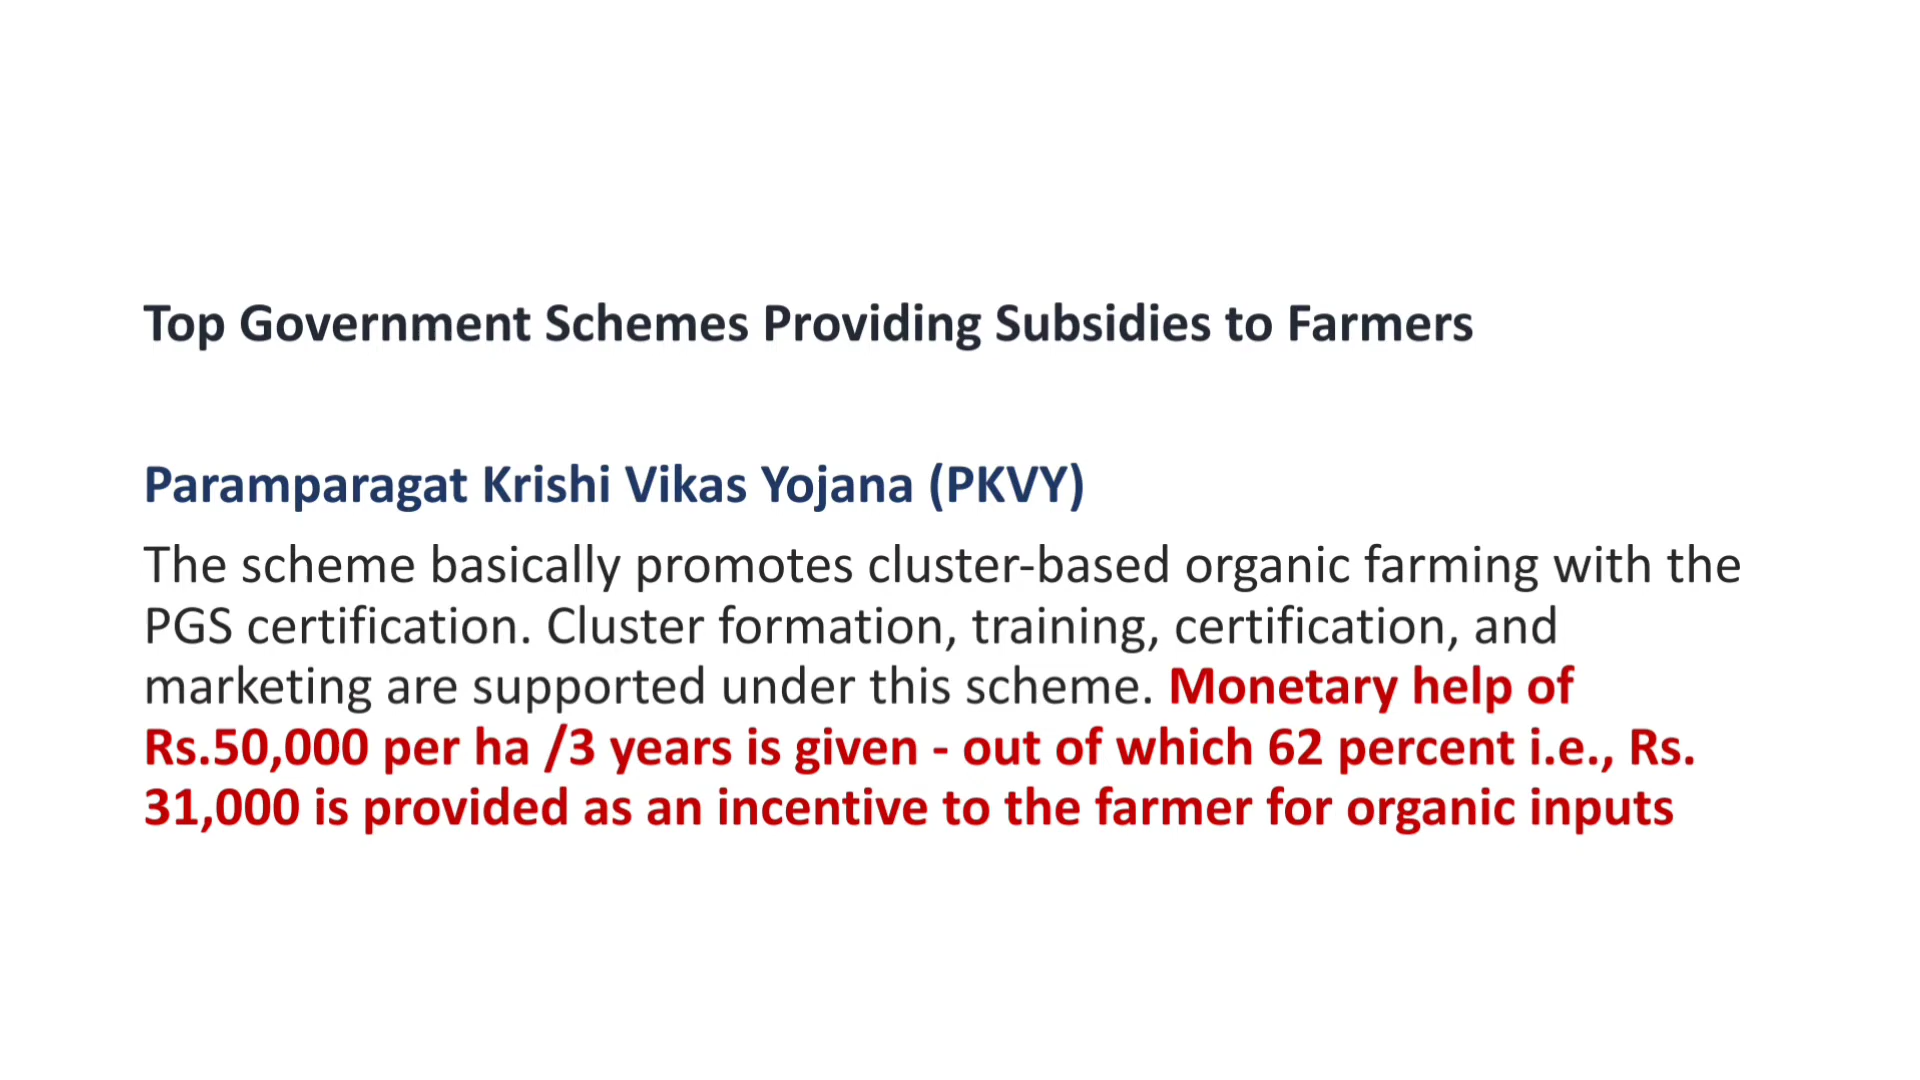 Top Government Schemes Providing Subsidies to Farmers
Paramparagat Krishi Vikas Yojana (PKVY)
The scheme basically promotes cluster-based organic farming with the
PGS certification. Cluster formation, training, certification, and
marketing are supported under this scheme. Monetary help of
Rs.50,000 per ha /3 years is given - out of which 62 percent i.e., Rs.
31,000 is provided as an incentive to the farmer for organic inputs